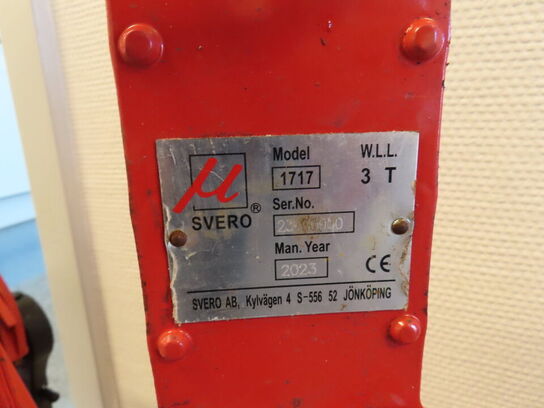 µ
SVERO ®
Model W.L.L.
1717 3 T
Ser.No.
Man. Year
2023 CE
SVERO AB, Kylvägen 4 S-556 52 JÖNKÖPING